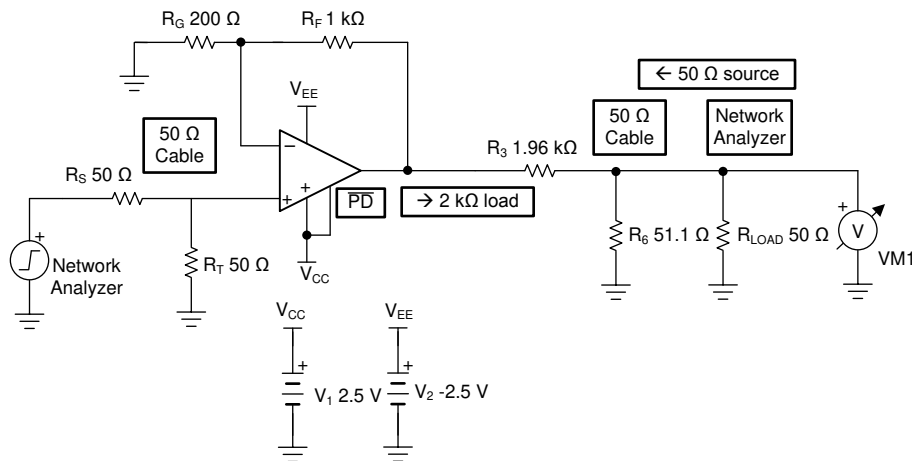 R_G 200 Ω
R_F 1 kΩ
V_EE
50 Ω
Cable
R_S 50 Ω
−
+
+
PD
→ 2 kΩ load
R_3 1.96 kΩ
← 50 Ω source
50 Ω
Cable
Network
Analyzer
+
Network
Analyzer
R_T 50 Ω
V_CC
R_6 51.1 Ω
R_LOAD 50 Ω
+
V
VM1
V_CC
V_EE
+
V_1 2.5 V
+
V_2 -2.5 V